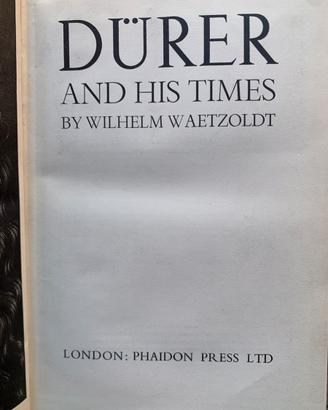 DÜRER
AND HIS TIMES
BY WILHELM WAETZOLDT
LONDON: PHAIDON PRESS LTD